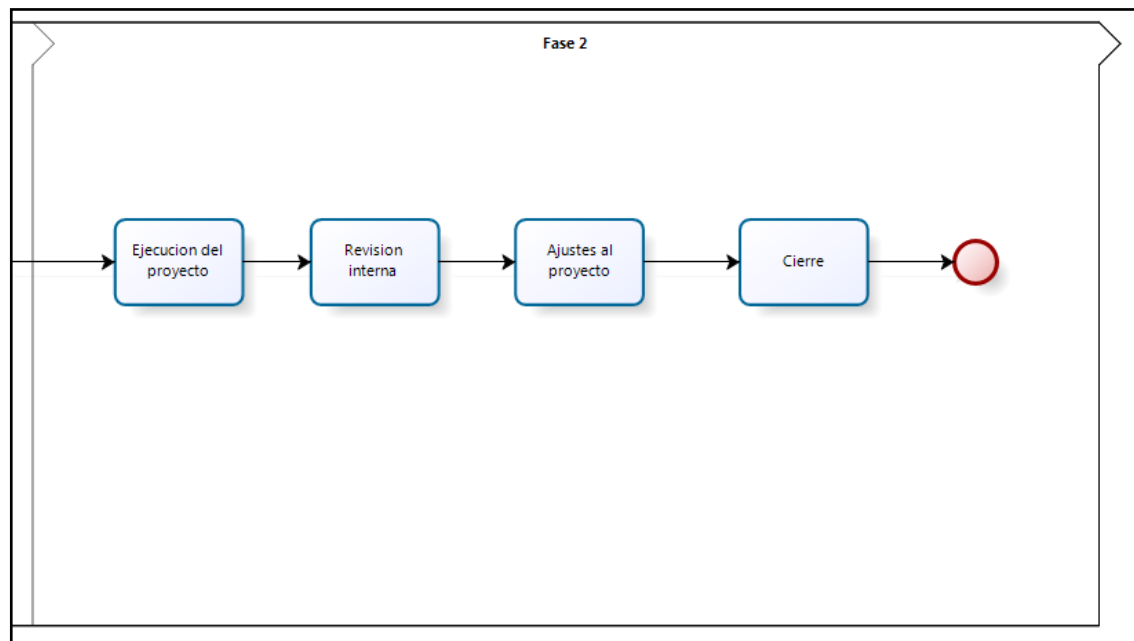 Fase 2
Ejecucion del
proyecto
Revision
interna
Ajustes al
proyecto
Cierre